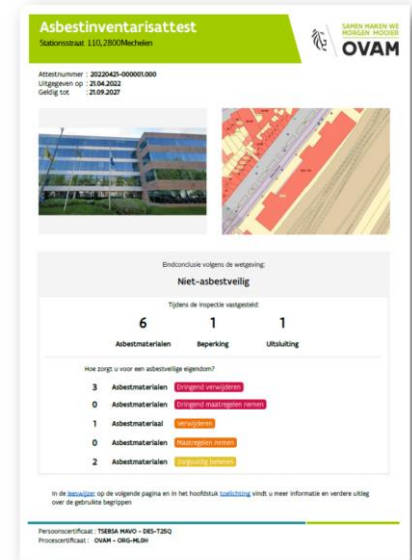 Asbestinventarisattest
Stationsstraat 110, 2800Mechelen
SAMEN MAKEN WE
MORGEN MOOIER
OVAM
Attestnummer : 20220421-000001.000
Uitgegeven op : 21.04.2022
Geldig tot : 21.09.2027
Eindconclusie volgens de wetgeving:
Niet-asbestveilig
Tijdens de inspectie vastgesteld:
6 1 1
Asbestmaterialen Beperking Uitsluiting
Hoe zorgt u voor een asbestveilige eigendom?
3 Asbestmaterialen Dringend verwijderen
0 Asbestmaterialen Dringend maatregelen nemen
1 Asbestmateriaal Verwijderen
0 Asbestmaterialen Maatregelen nemen
2 Asbestmaterialen Zorgvuldig beheren
In de leeswijzer op de volgende pagina en in het hoofdstuk toelichting vindt u meer informatie en verdere uitleg
over de gebruikte begrippen
Persoonscertificaat : TSEBSA MAVO - DES-T2SQ
Procescertificaat : OVAM - ORG-ML0H